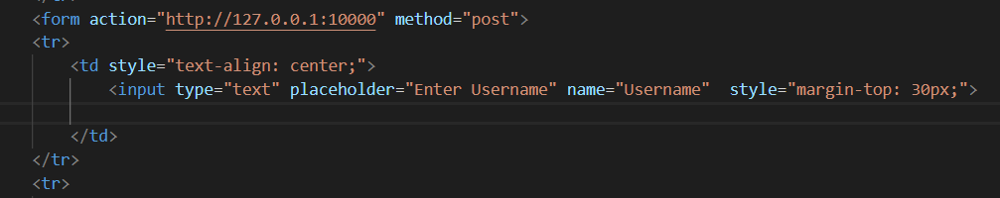 <form action="http://127.0.0.1:10000" method="post">
<tr>
<td style="text-align: center;">
<input type="text" placeholder="Enter Username" name="Username"  style="margin-top: 30px;">
</td>
</tr>
<tr>